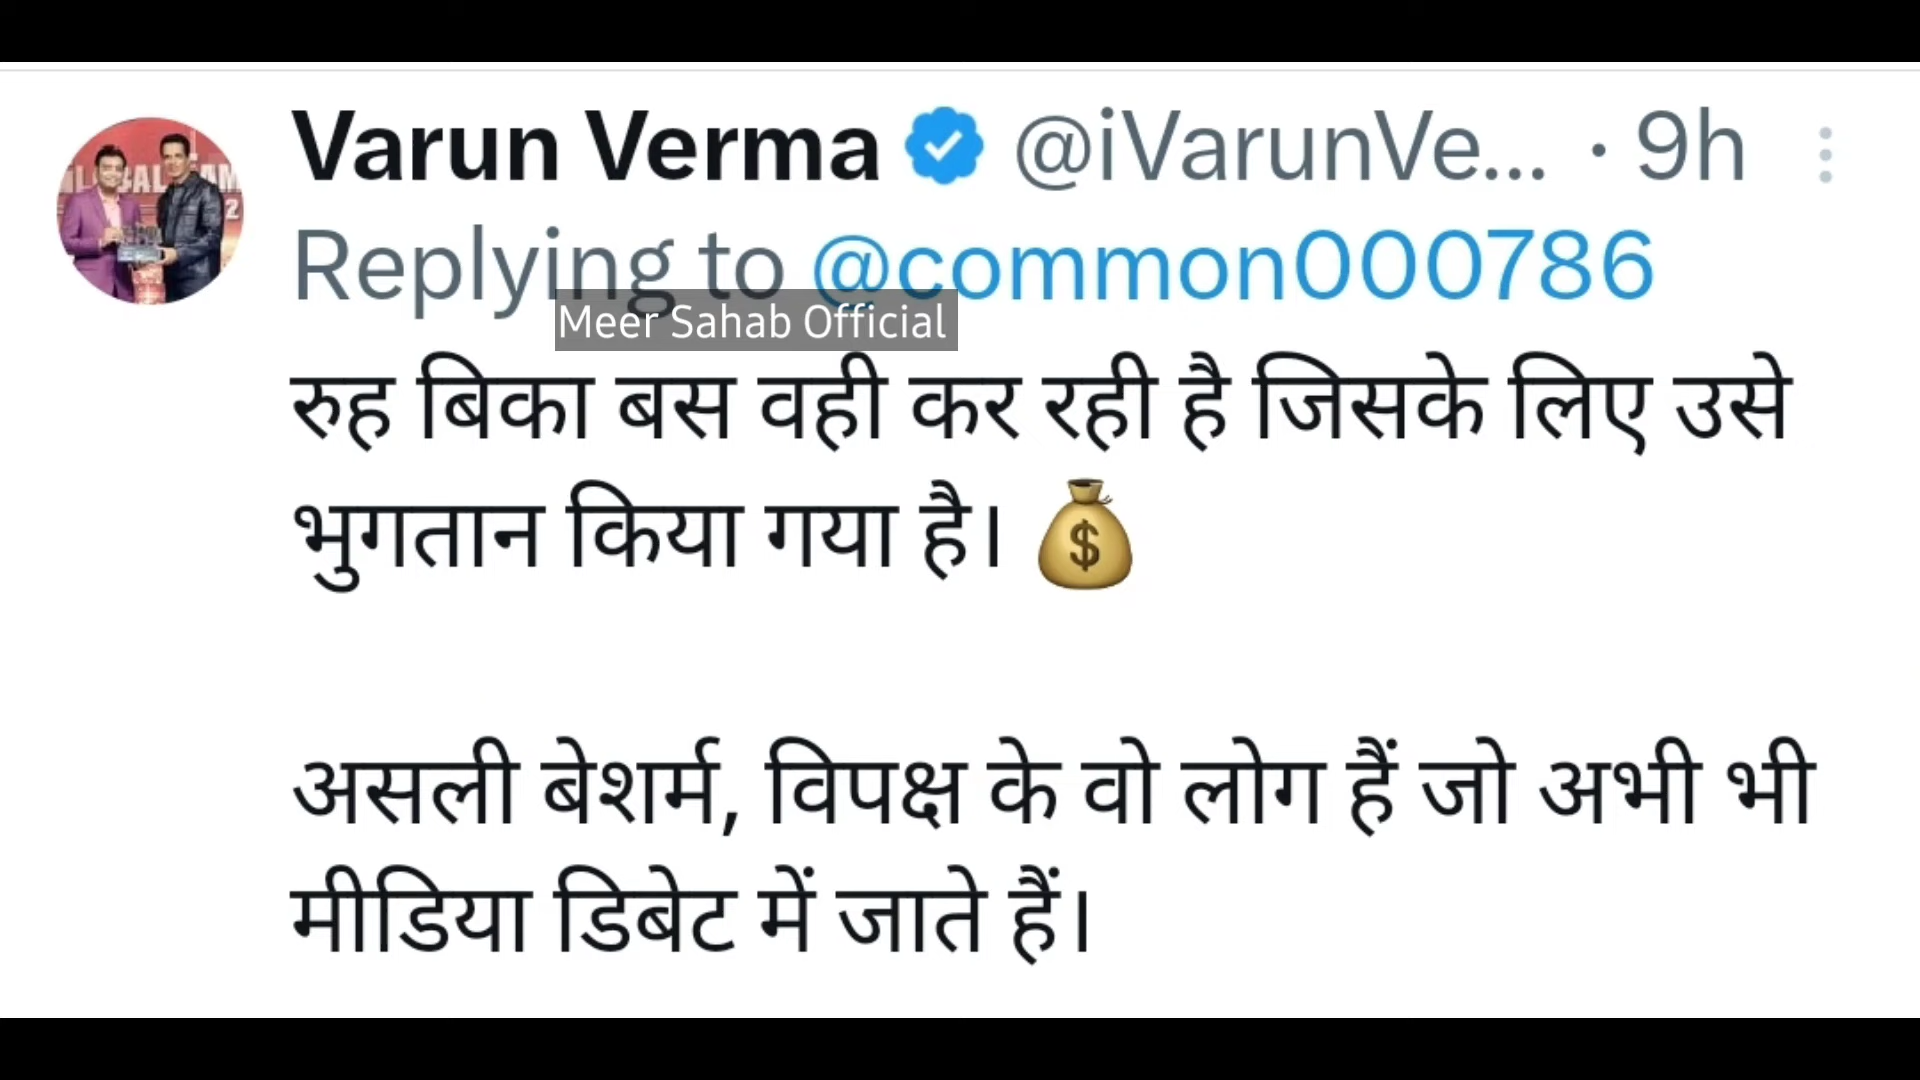 Varun Verma @iVarunVe... · 9h
Replying to @common000786
Meer Sahab Official
रुह बिका बस वही कर रही है जिसके लिए उसे
भुगतान किया गया है। 💰
असली बेशर्म, विपक्ष के वो लोग हैं जो अभी भी
मीडिया डिबेट में जाते हैं।